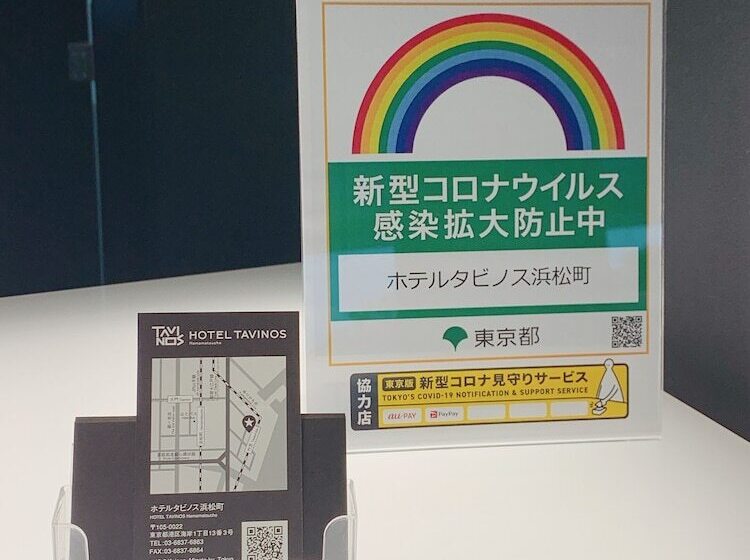 新型コロナウイルス
感染拡大防止中
ホテルタビノス浜松町
東京都
協力店
東京版 新型コロナ見守りサービス
TOKYO'S COVID-19 NOTIFICATION & SUPPORT SERVICE
au PAY PayPay
TAVINOS HOTEL TAVINOS
Hamamatsucho
ホテルタビノス浜松町
HOTEL TAVINOS Hamamatsucho
〒105-0022
東京都港区海岸1丁目13番3号
TEL:03-6837-6863
FAX:03-6837-6864